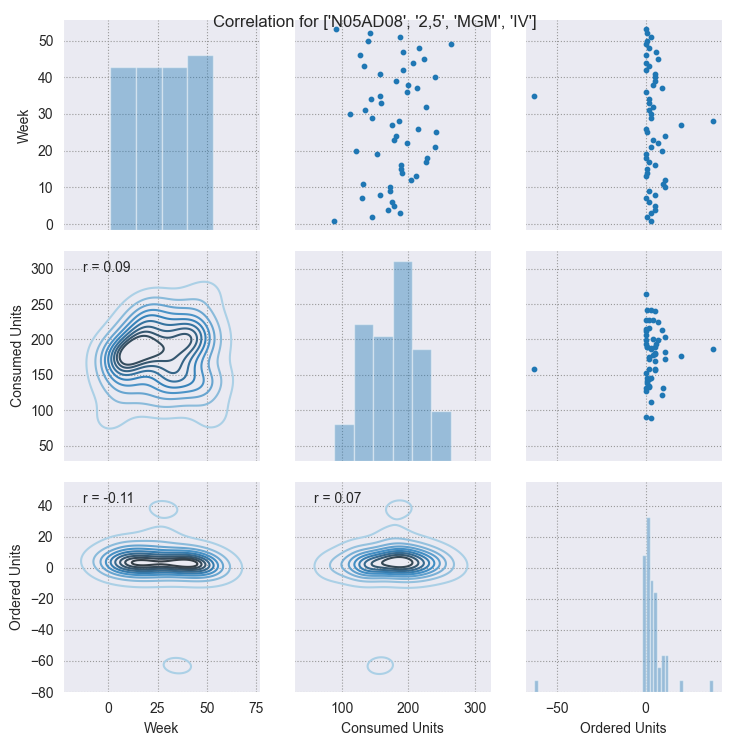 Correlation for ['N05AD08', '2,5', 'MGM', 'IV']
50
40
30
20
10
0
Week
r = 0.09
300
250
200
150
100
50
Consumed Units
r = -0.11
r = 0.07
40
20
0
−20
−40
−60
−80
Ordered Units
0 25 50 75
100 200 300
−50 0
Week
Consumed Units
Ordered Units